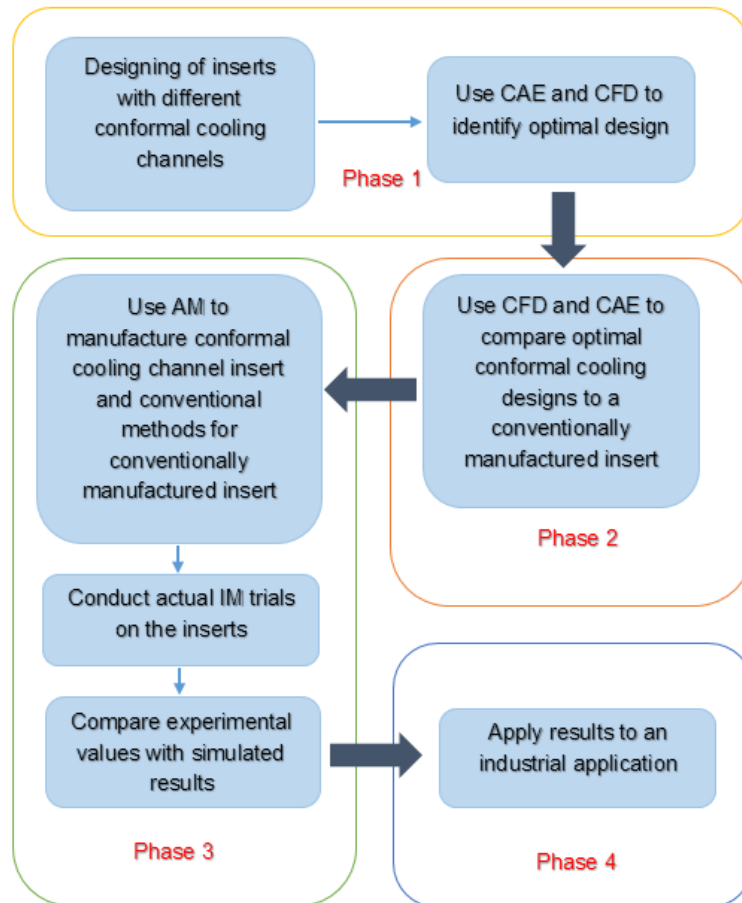 Designing of inserts
with different
conformal cooling
channels
Use CAE and CFD to
identify optimal design
Phase 1
Use CFD and CAE to
compare optimal
conformal cooling
designs to a
conventionally
manufactured insert
Phase 2
Use AM to
manufacture conformal
cooling channel insert
and conventional
methods for
conventionally
manufactured insert
Conduct actual IM trials
on the inserts
Compare experimental
values with simulated
results
Phase 3
Apply results to an
industrial application
Phase 4